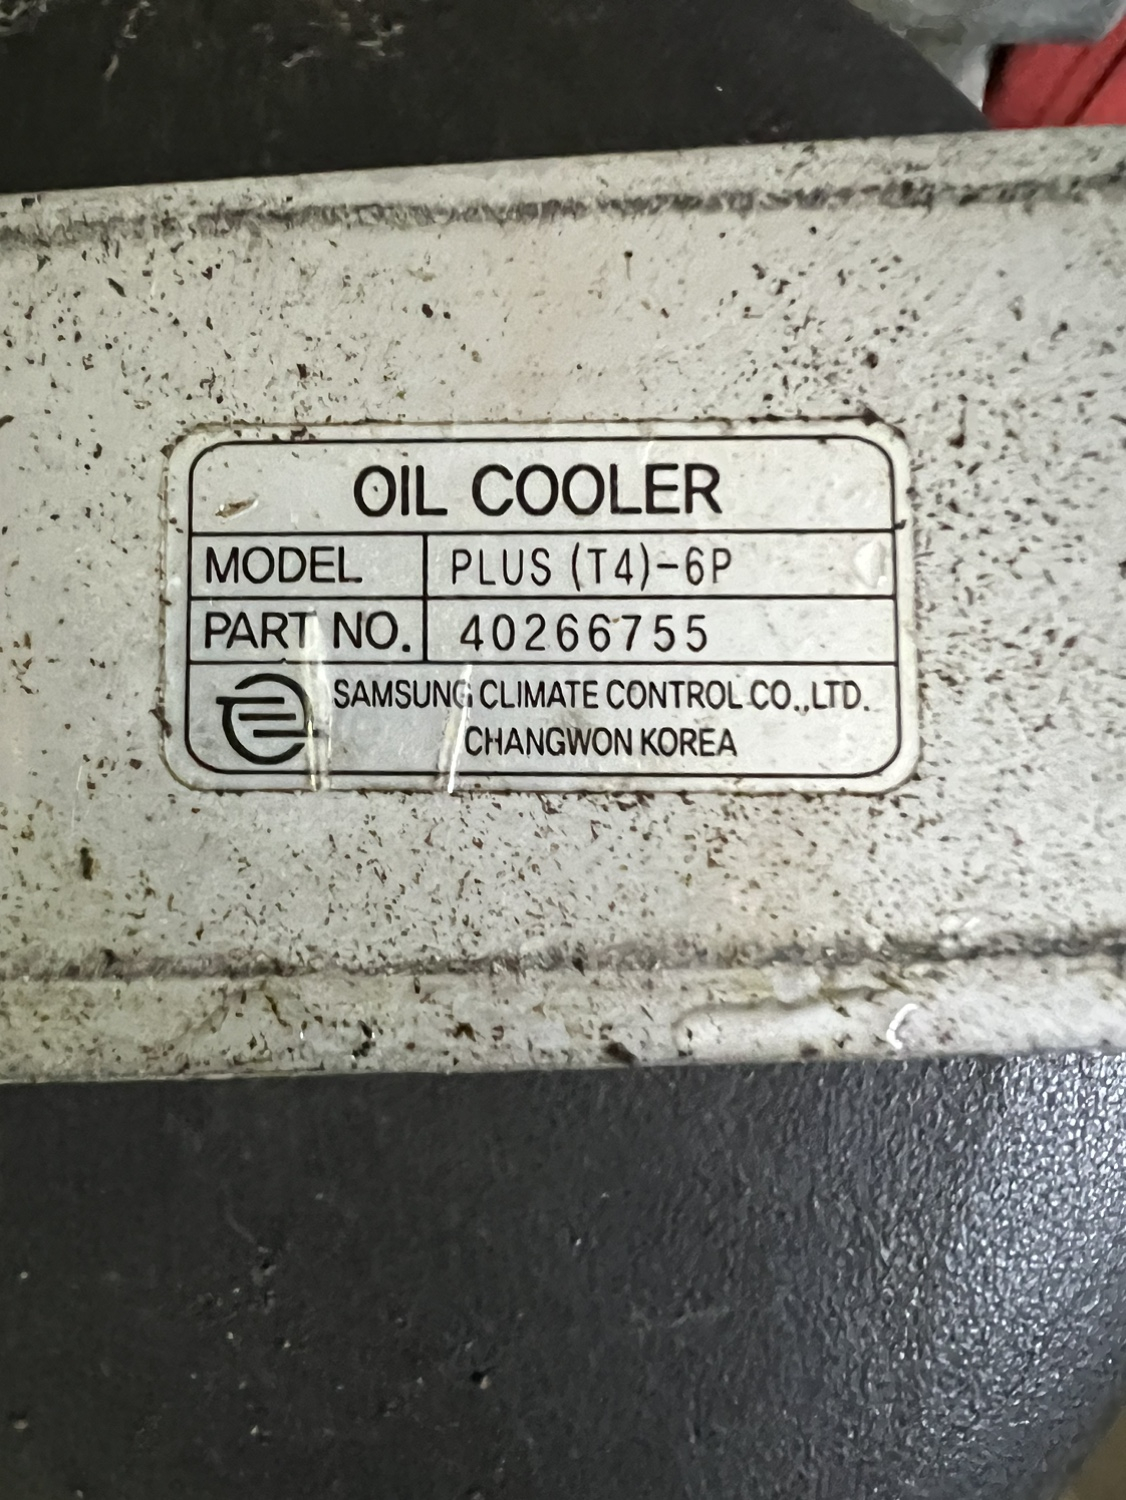 OIL COOLER
MODEL PLUS (T4)-6P
PART NO. 40266755
SAMSUNG CLIMATE CONTROL CO.,LTD.
CHANGWON KOREA